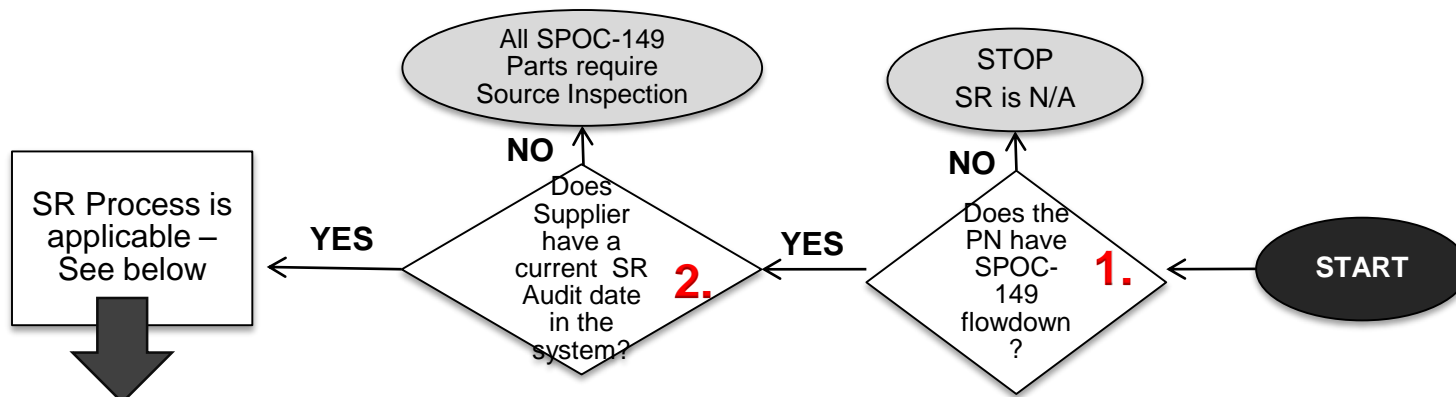 All SPOC-149
Parts require
Source Inspection
STOP
SR is N/A
NO
NO
SR Process is
applicable –
See below
YES
Does
Supplier
have a
current SR
Audit date
in the
system?
2.
YES
Does the
PN have
SPOC-
149
flowdown
?
1.
START